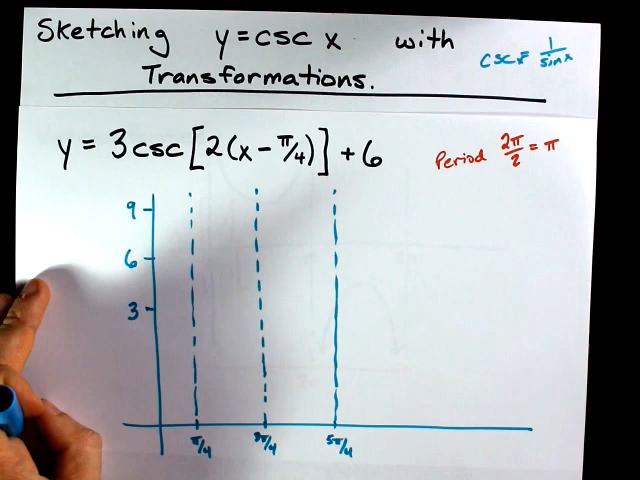 Sketching y = csc x with
Transformations.
csc x = 1/sin x
y = 3 csc [2(x - π/4)] + 6
Period 2π/2 = π
9
6
3
π/4 3π/4 5π/4